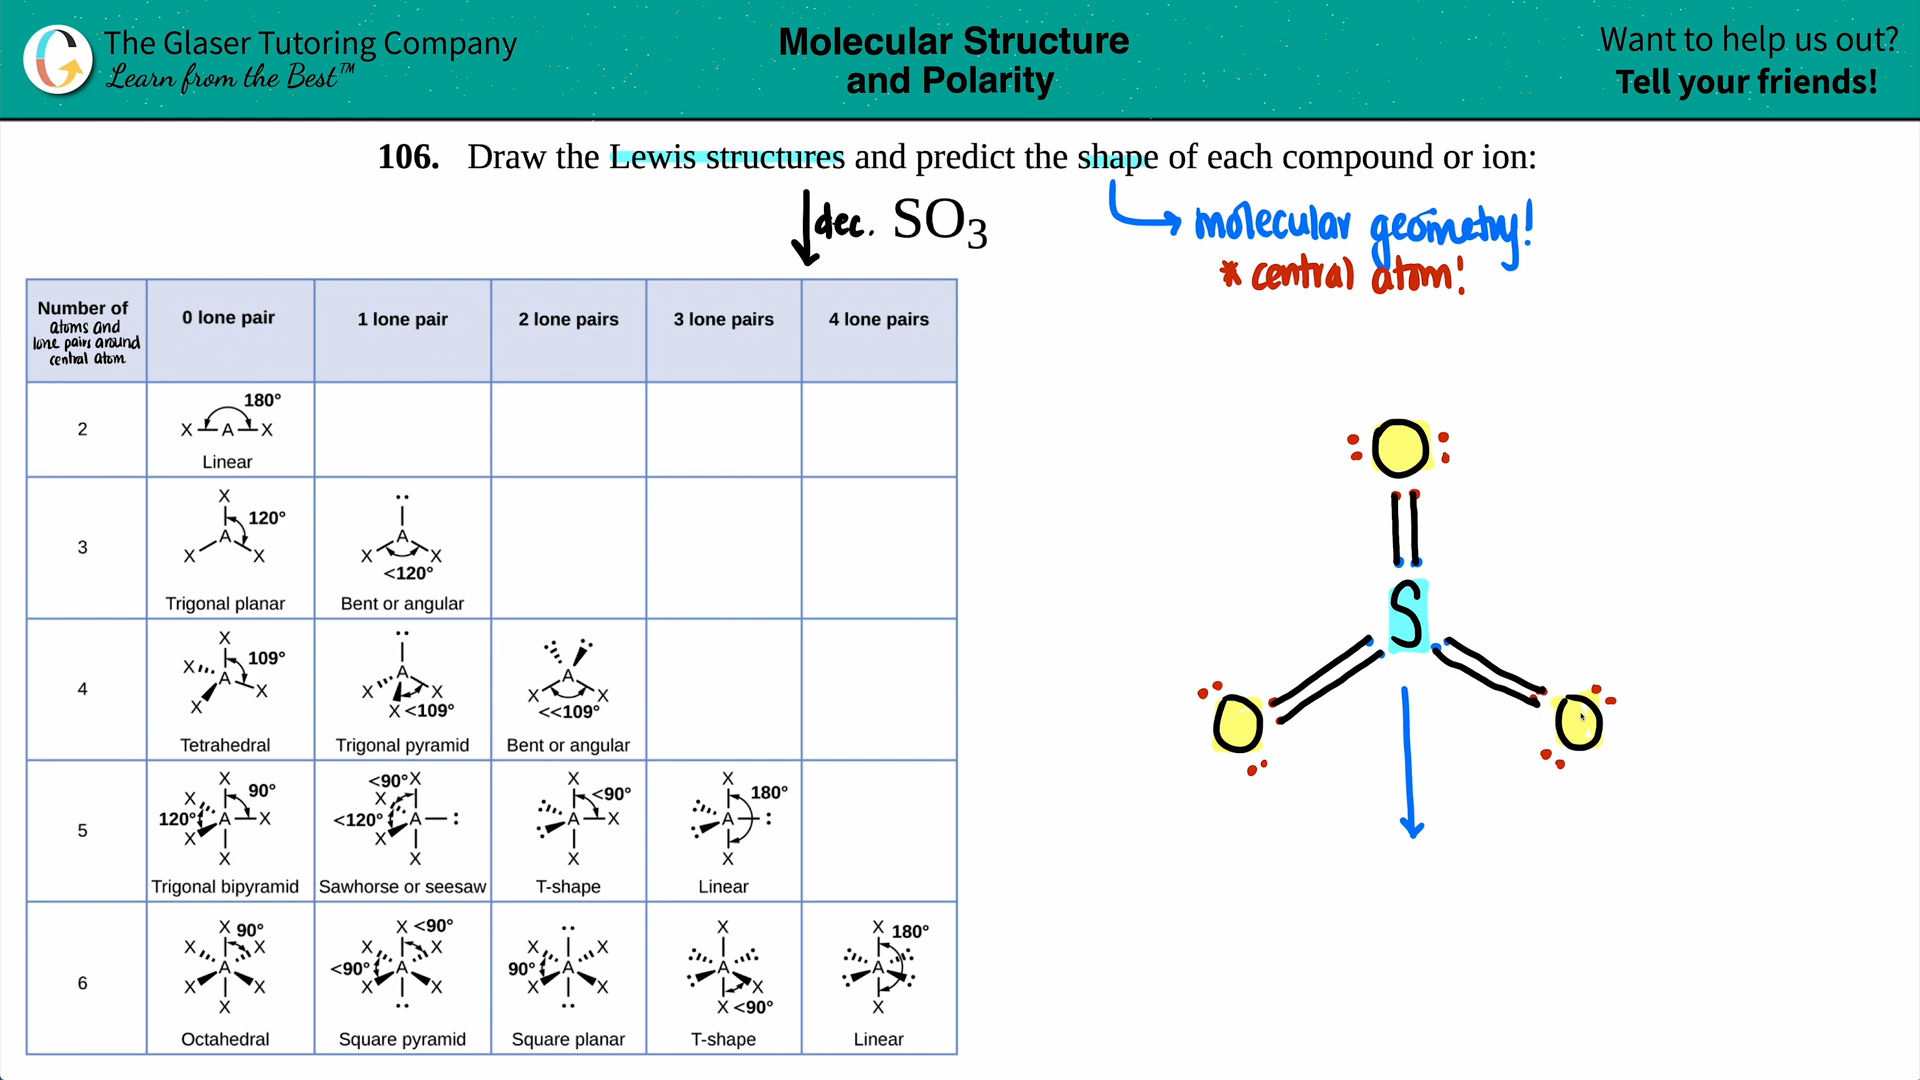 The Glaser Tutoring Company
Learn from the Best™
Molecular Structure
and Polarity
Want to help us out?
Tell your friends!
106. Draw the Lewis structures and predict the shape of each compound or ion:
dec. SO₃
molecular geometry!
* central atom!
Number of
atoms and
lone pairs around
central atom
0 lone pair
1 lone pair
2 lone pairs
3 lone pairs
4 lone pairs
2
180°
X A X
Linear
3
X
120°
A
X X
Trigonal planar
A
X X
<120°
Bent or angular
4
X
109°
X
A
X
X
Tetrahedral
A
X X
X <109°
Trigonal pyramid
A
X X
<<109°
Bent or angular
5
X
90°
X
120° A X
X
X
Trigonal bipyramid
<90° X
X
<120° A :
X
X
Sawhorse or seesaw
X
<90°
A X
X
T-shape
X
180°
A :
X
Linear
6
X 90°
X X
A
X X
X
Octahedral
X <90°
X X
<90° A
X X
Square pyramid
X X
90° A
X X
Square planar
X
A
X
X <90°
T-shape
X 180°
A
X
Linear
O
S
O O